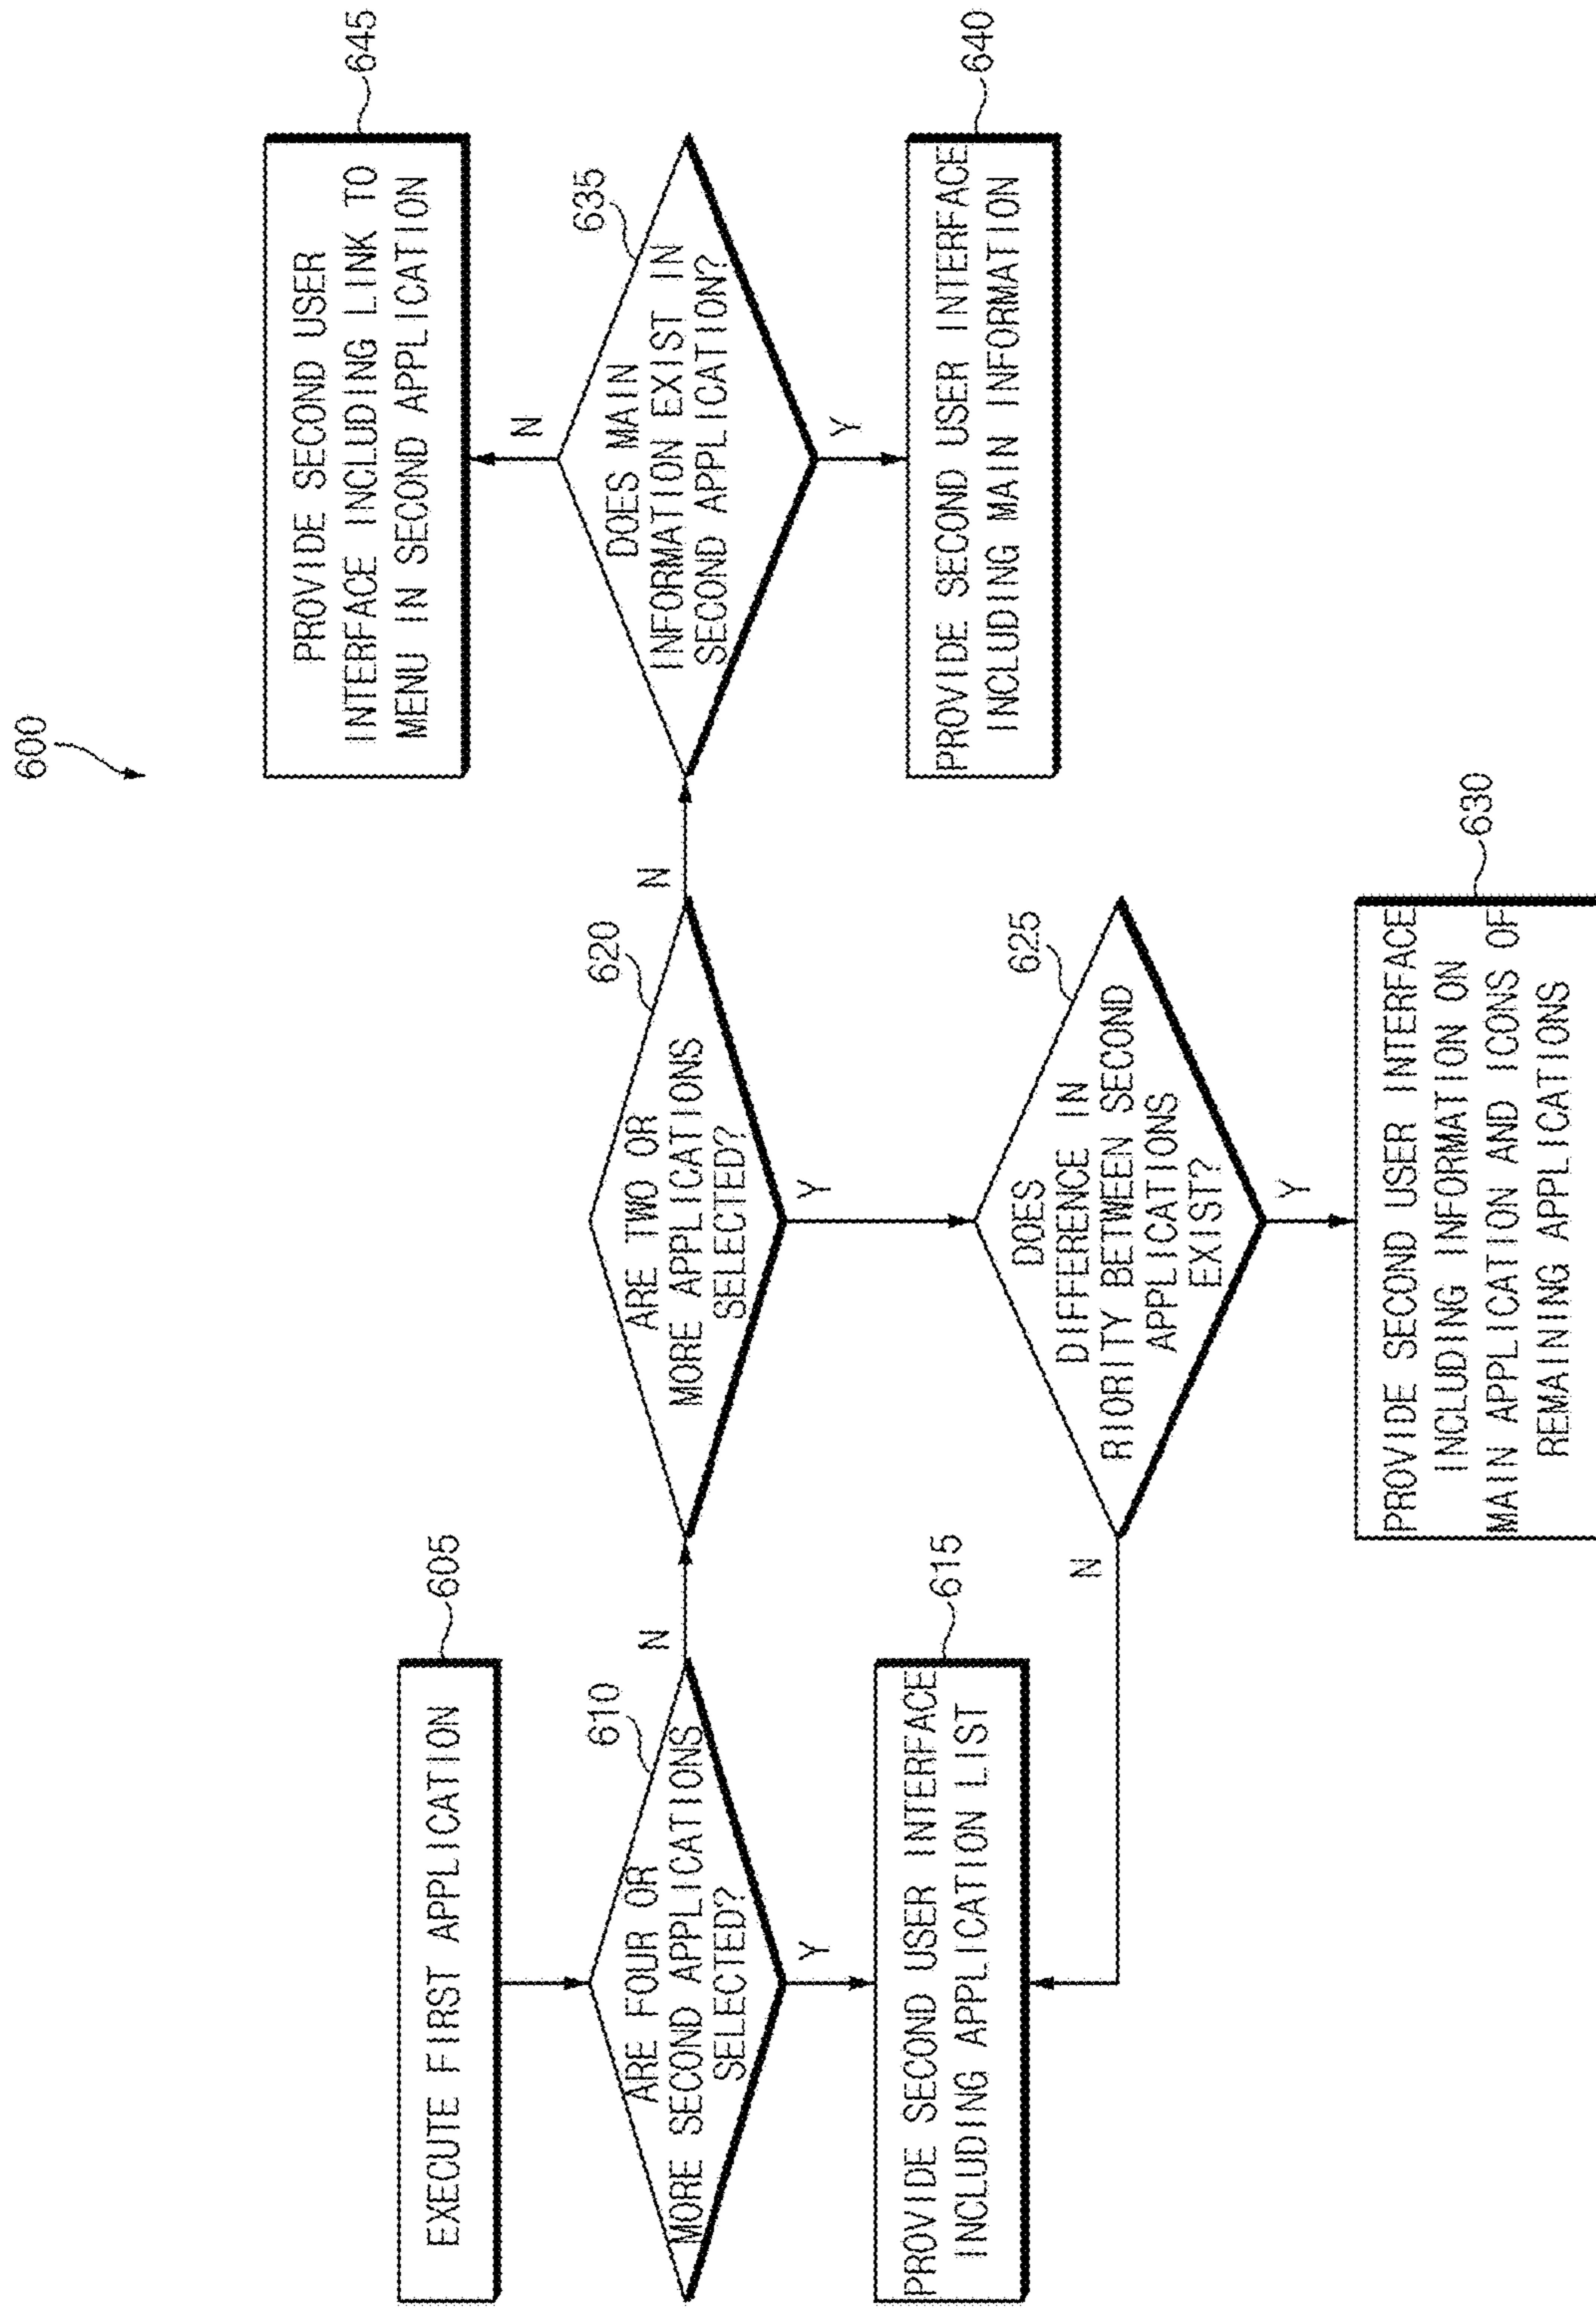 600
EXECUTE FIRST APPLICATION
605
ARE FOUR OR
MORE SECOND APPLICATIONS
SELECTED?
610
N
Y
PROVIDE SECOND USER INTERFACE
INCLUDING APPLICATION LIST
615
ARE TWO OR
MORE APPLICATIONS
SELECTED?
620
N
Y
DOES
DIFFERENCE IN
RIORITY BETWEEN SECOND
APPLICATIONS
EXIST?
625
N
Y
PROVIDE SECOND USER INTERFACE
INCLUDING INFORMATION ON
MAIN APPLICATION AND ICONS OF
REMAINING APPLICATIONS
630
DOES MAIN
INFORMATION EXIST IN
SECOND APPLICATION?
635
N
Y
PROVIDE SECOND USER INTERFACE
INCLUDING MAIN INFORMATION
640
PROVIDE SECOND USER
INTERFACE INCLUDING LINK TO
MENU IN SECOND APPLICATION
645